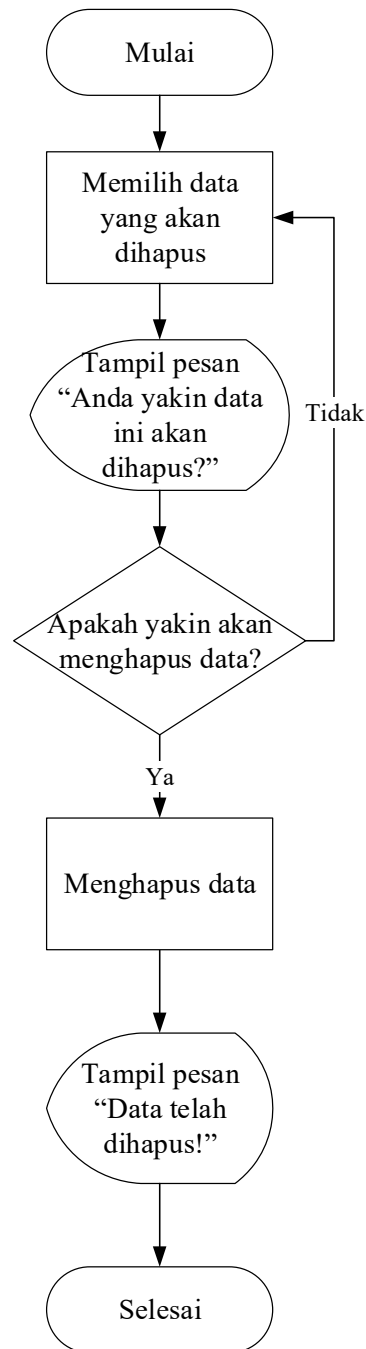 Mulai
Memilih data
yang akan
dihapus
Tampil pesan
“Anda yakin data
ini akan
dihapus?”
Tidak
Apakah yakin akan
menghapus data?
Ya
Menghapus data
Tampil pesan
“Data telah
dihapus!”
Selesai